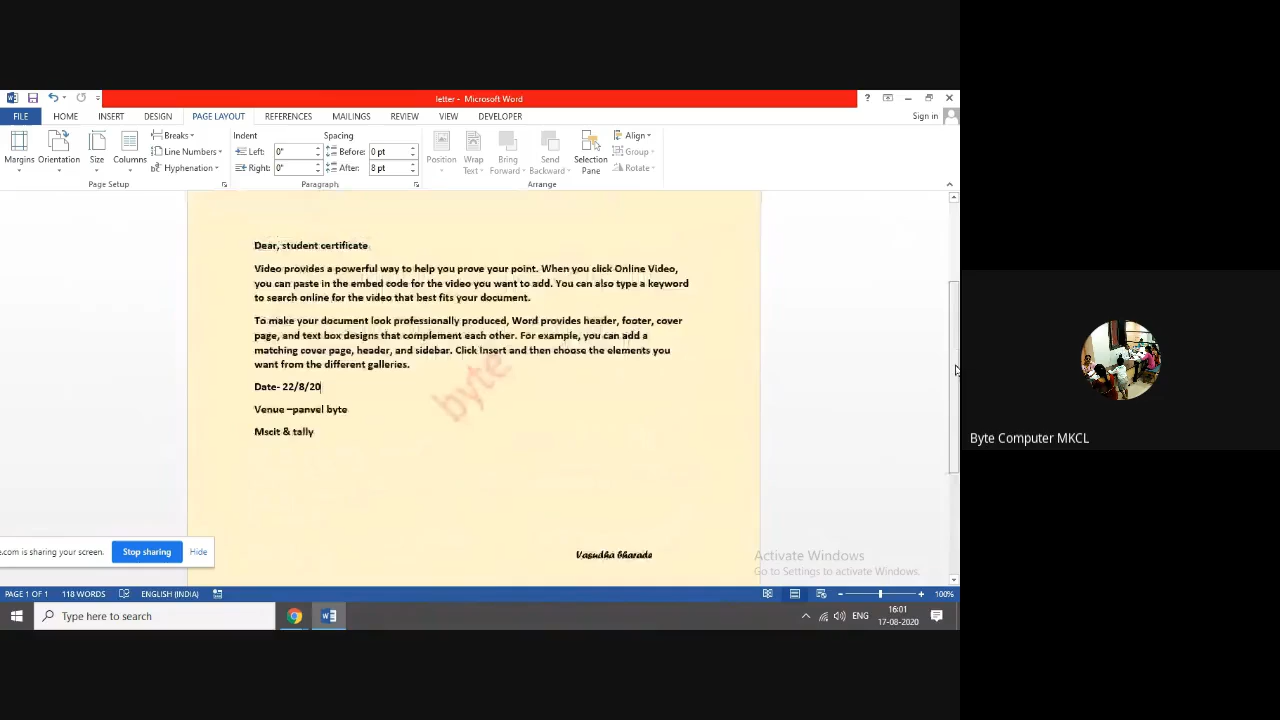 letter - Microsoft Word
FILE HOME INSERT DESIGN PAGE LAYOUT REFERENCES MAILINGS REVIEW VIEW DEVELOPER Sign in
Margins Orientation Size Columns
Breaks
Line Numbers
Hyphenation
Page Setup
Indent Spacing
Left: 0" Before: 0 pt
Right: 0" After: 8 pt
Paragraph
Position Wrap Text Bring Forward Send Backward Selection Pane
Align
Group
Rotate
Arrange
Dear, student certificate
Video provides a powerful way to help you prove your point. When you click Online Video,
you can paste in the embed code for the video you want to add. You can also type a keyword
to search online for the video that best fits your document.
To make your document look professionally produced, Word provides header, footer, cover
page, and text box designs that complement each other. For example, you can add a
matching cover page, header, and sidebar. Click Insert and then choose the elements you
want from the different galleries.
Date- 22/8/20
Venue –panvel byte
Mscit & tally
byte
Vasudha bharade
e.com is sharing your screen. Stop sharing Hide
Activate Windows
Go to Settings to activate Windows.
PAGE 1 OF 1 118 WORDS ENGLISH (INDIA) 100%
Type here to search
ENG
16:01
17-08-2020
Byte Computer MKCL